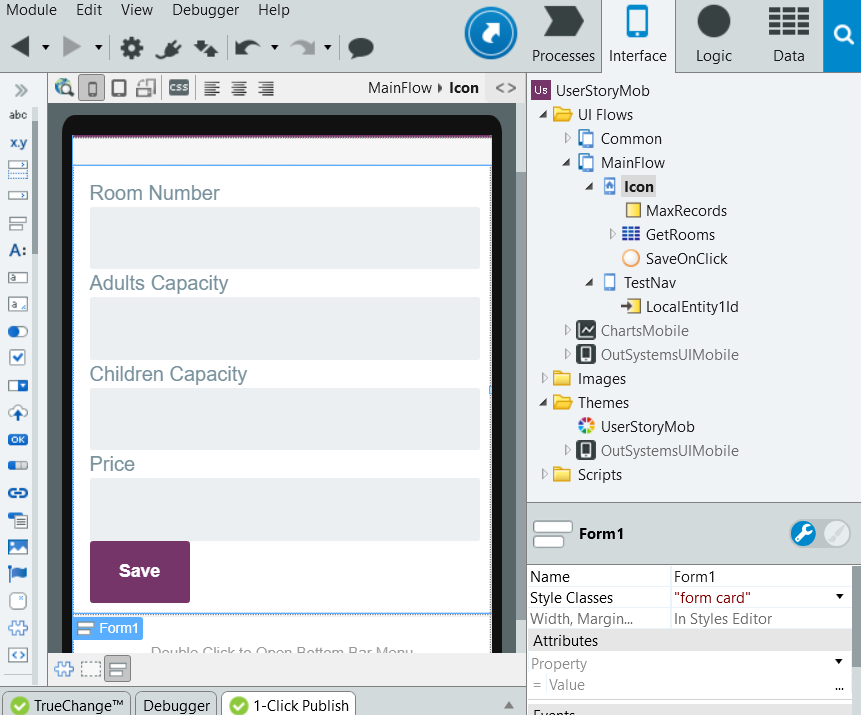 Module Edit View Debugger Help
Processes Interface Logic Data
css MainFlow Icon <>
abc
x.y
A:
a
a
OK
Room Number
Adults Capacity
Children Capacity
Price
Save
Form1
Double Click to Open Bottom Bar Menu
TrueChange™ Debugger 1-Click Publish
Us UserStoryMob
UI Flows
Common
MainFlow
Icon
MaxRecords
GetRooms
SaveOnClick
TestNav
LocalEntity1Id
ChartsMobile
OutSystemsUIMobile
Images
Themes
UserStoryMob
OutSystemsUIMobile
Scripts
Form1
Name Form1
Style Classes "form card"
Width, Margin... In Styles Editor
Attributes
Property
= Value ...
Events